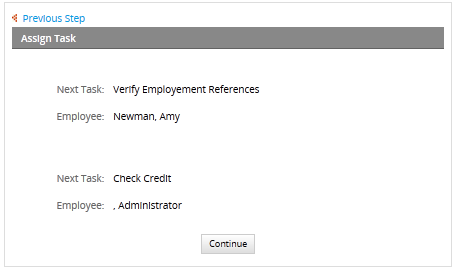 Previous Step
Assign Task
Next Task: Verify Employement References
Employee: Newman, Amy
Next Task: Check Credit
Employee: , Administrator
Continue